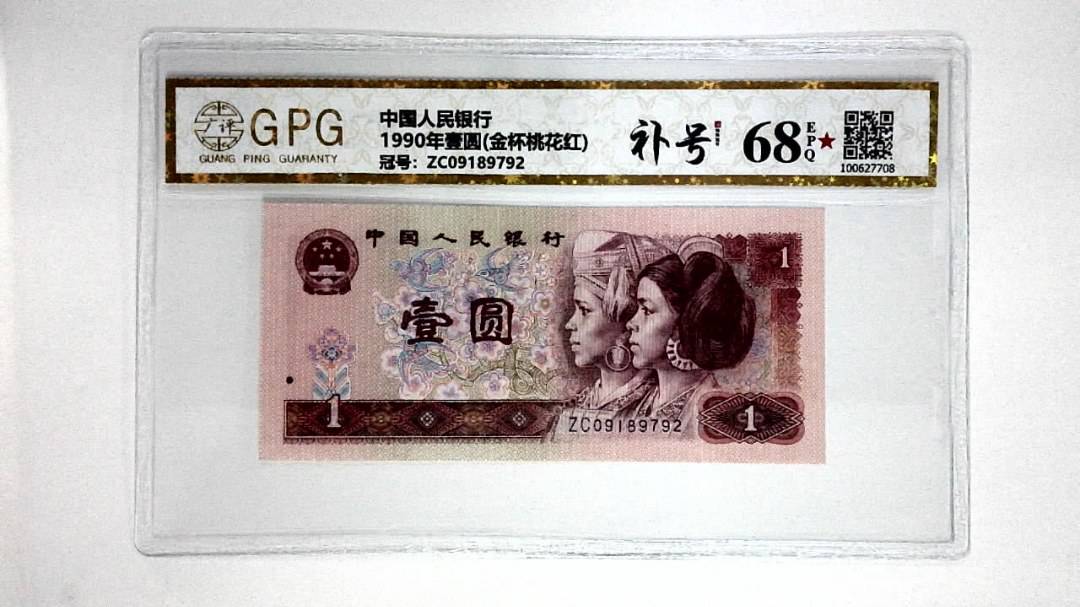 广评
GPG
GUANG PING GUARANTY
中国人民银行
1990年壹圆(金杯桃花红)
冠号：ZC09189792
补号
68
EPQ
100627708
中国人民银行
壹圆
1
1
ZC09189792
1